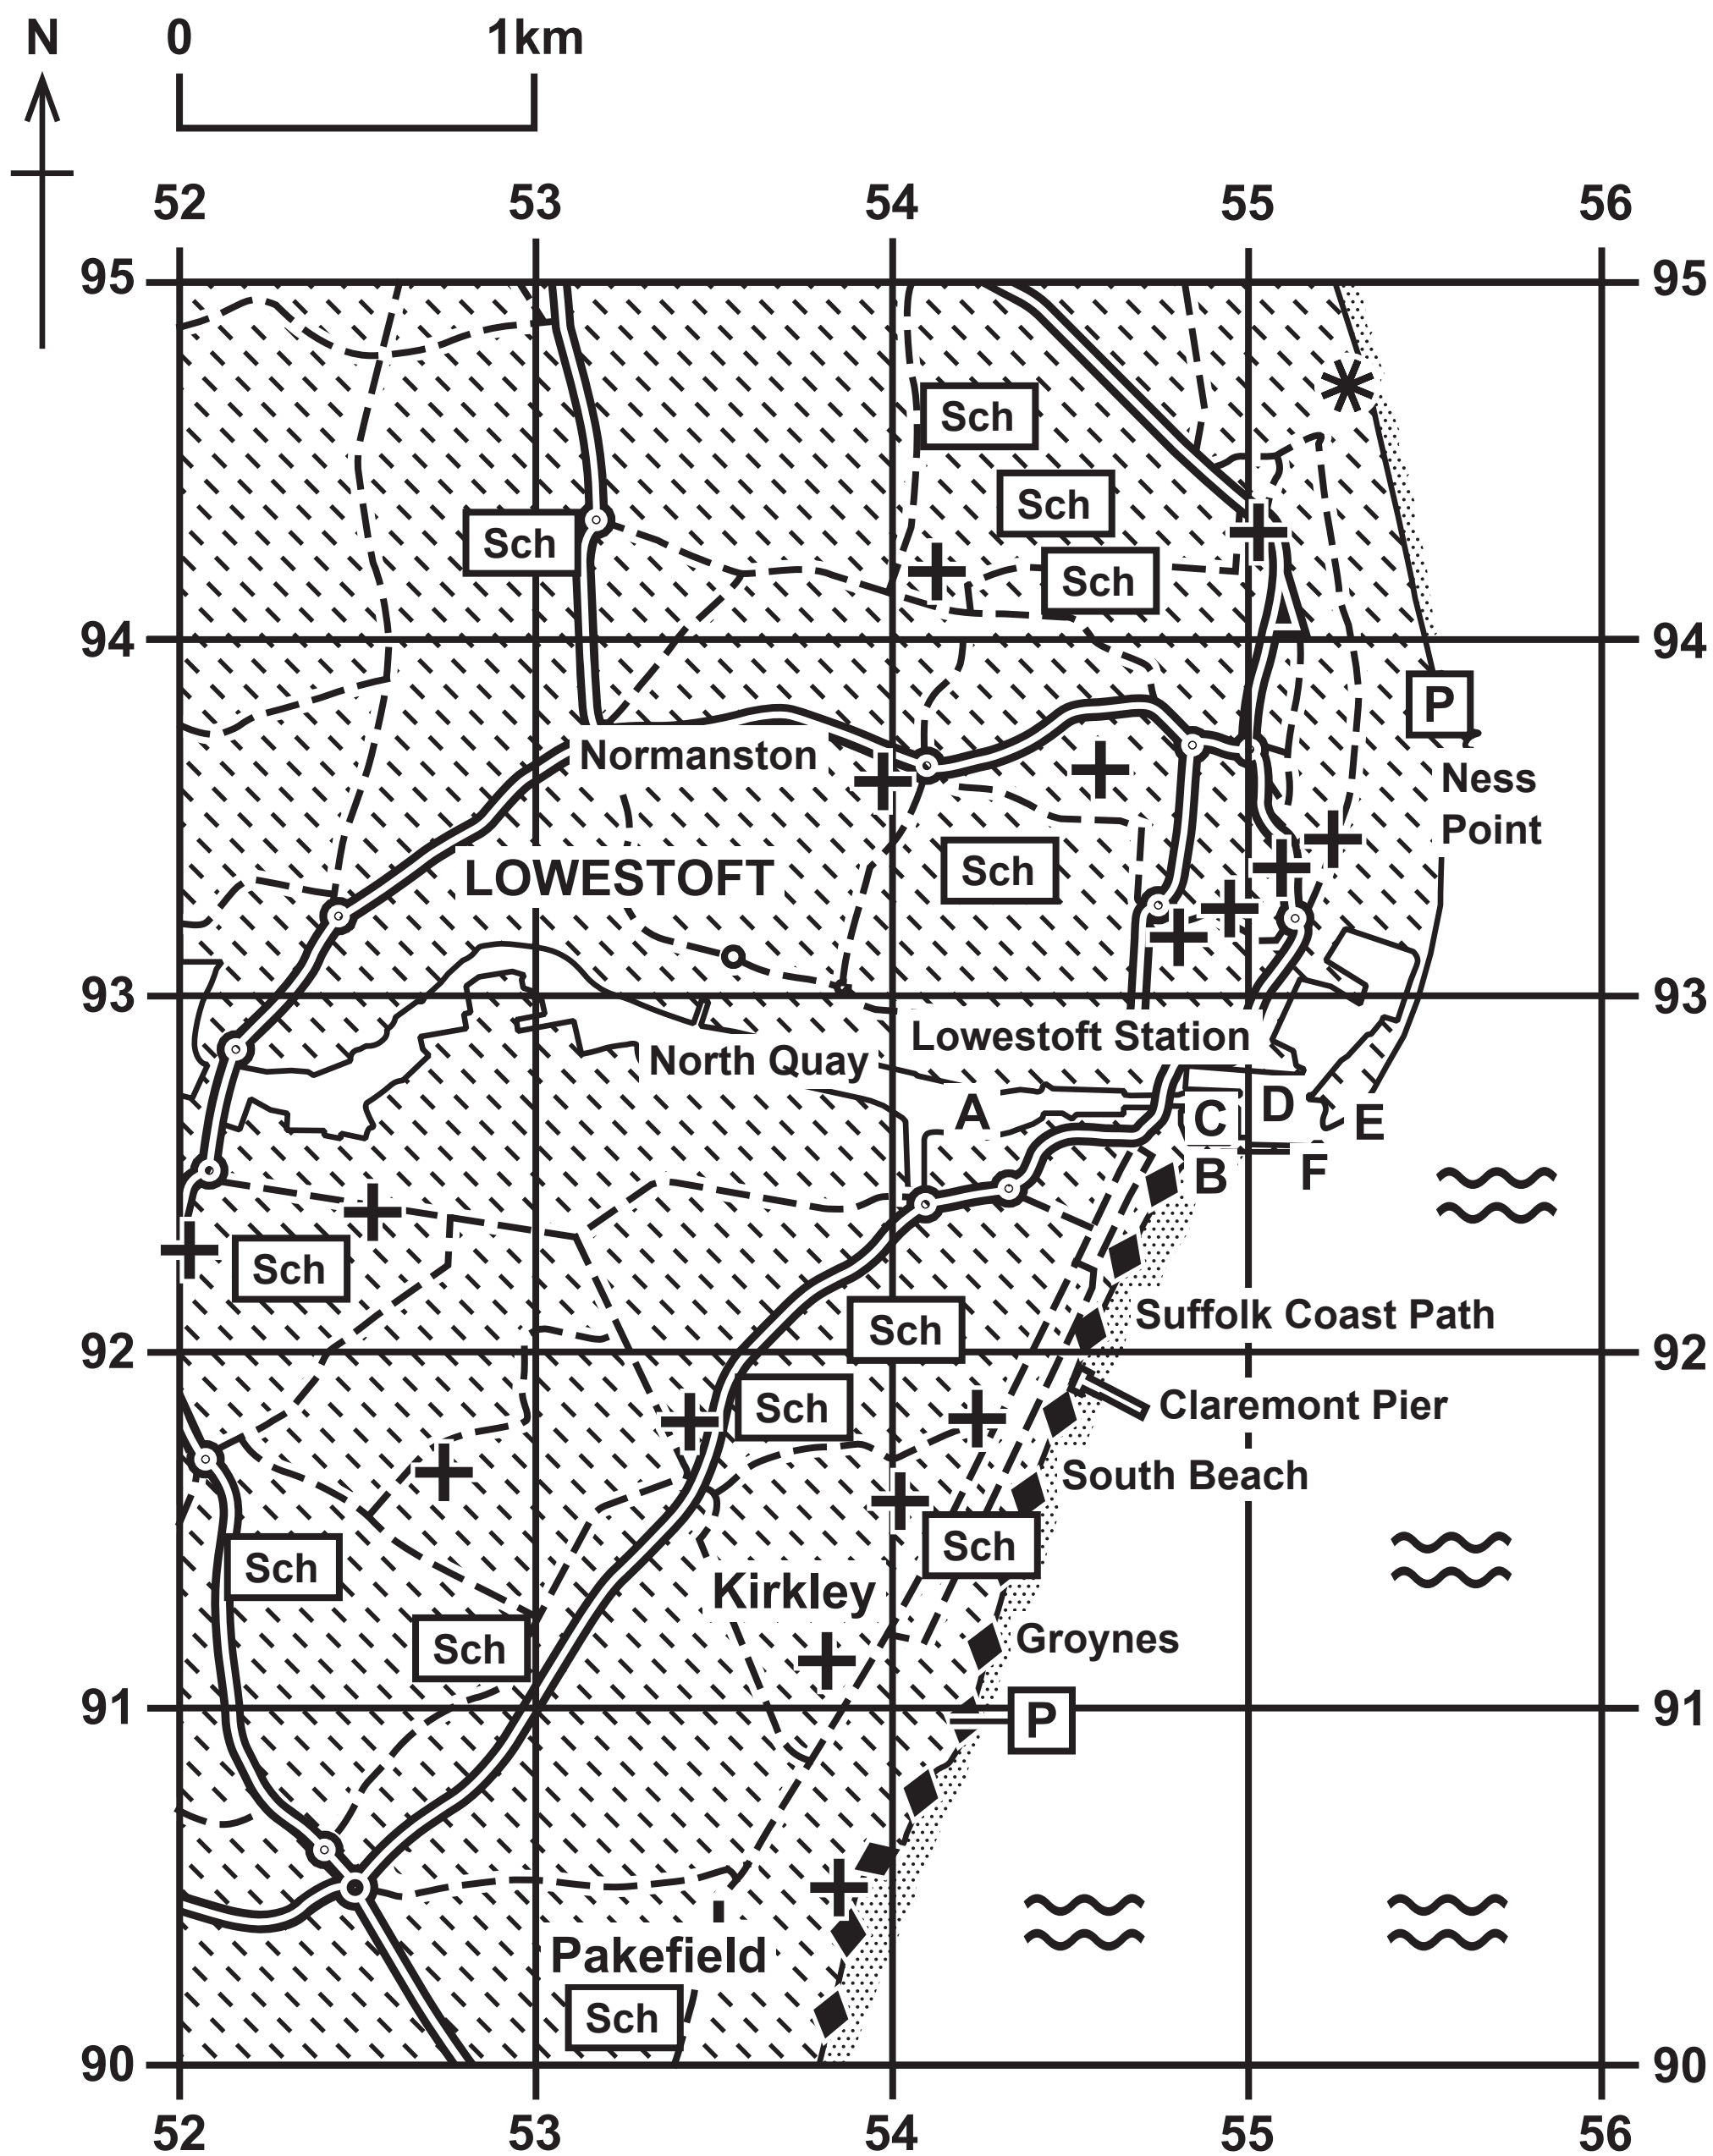 N 0 1km
52 53 54 55 56
95 95
Sch
Sch
Sch
Sch
94 94
P
Normanston
Ness
Point
LOWESTOFT
Sch
93 93
Lowestoft Station
North Quay
A C D E
B F
Sch
Suffolk Coast Path
Sch
92 92
Claremont Pier
Sch
South Beach
Sch
Sch
Kirkley
Groynes
Sch
91 91
P
Pakefield
Sch
90 90
52 53 54 55 56